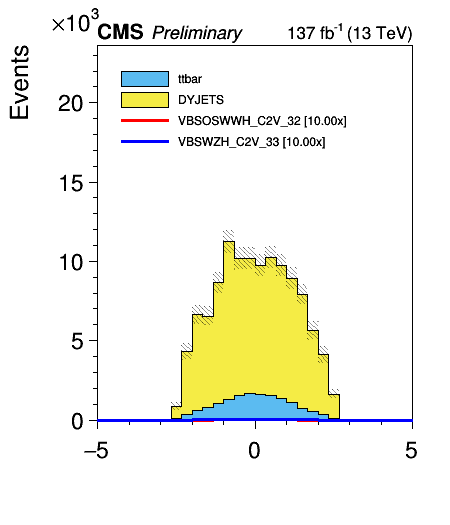 ×10³
CMS Preliminary 137 fb⁻¹ (13 TeV)
Events
ttbar
DYJETS
VBSOSWWH_C2V_32 [10.00x]
VBSWZH_C2V_33 [10.00x]
20
15
10
5
0
−5 0 5